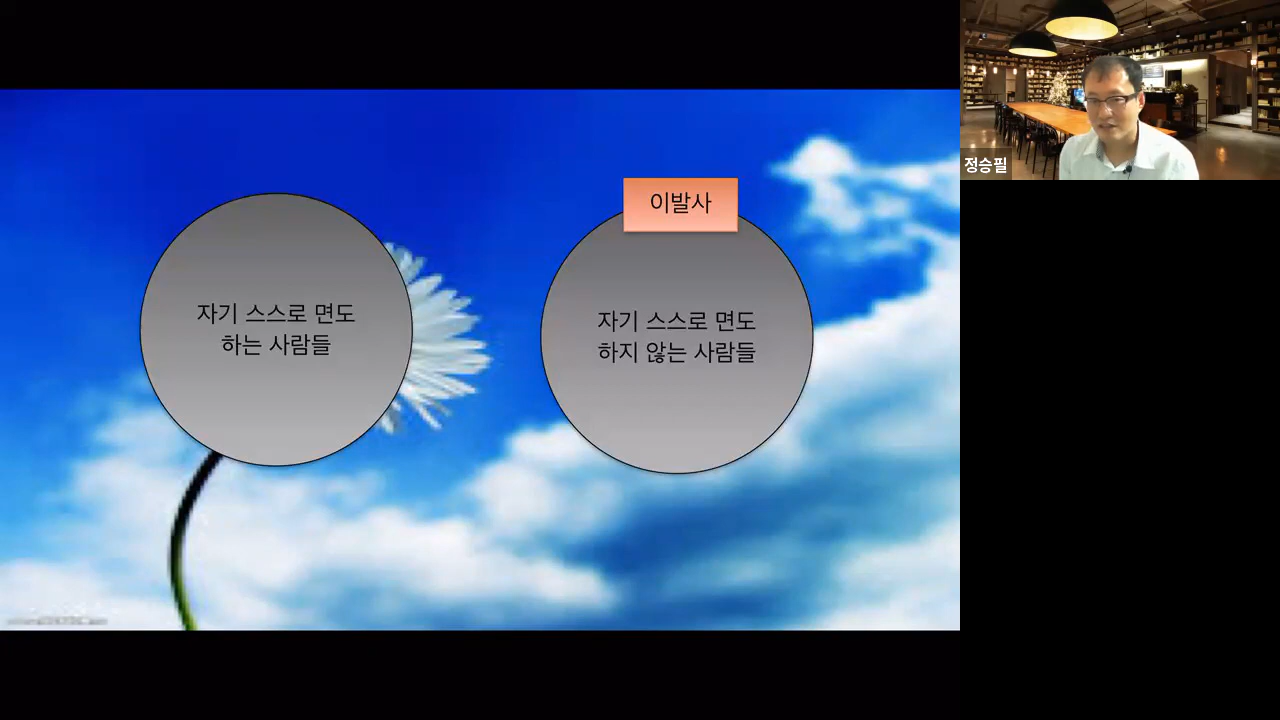 자기 스스로 면도
하는 사람들
이발사
자기 스스로 면도
하지 않는 사람들
정승필